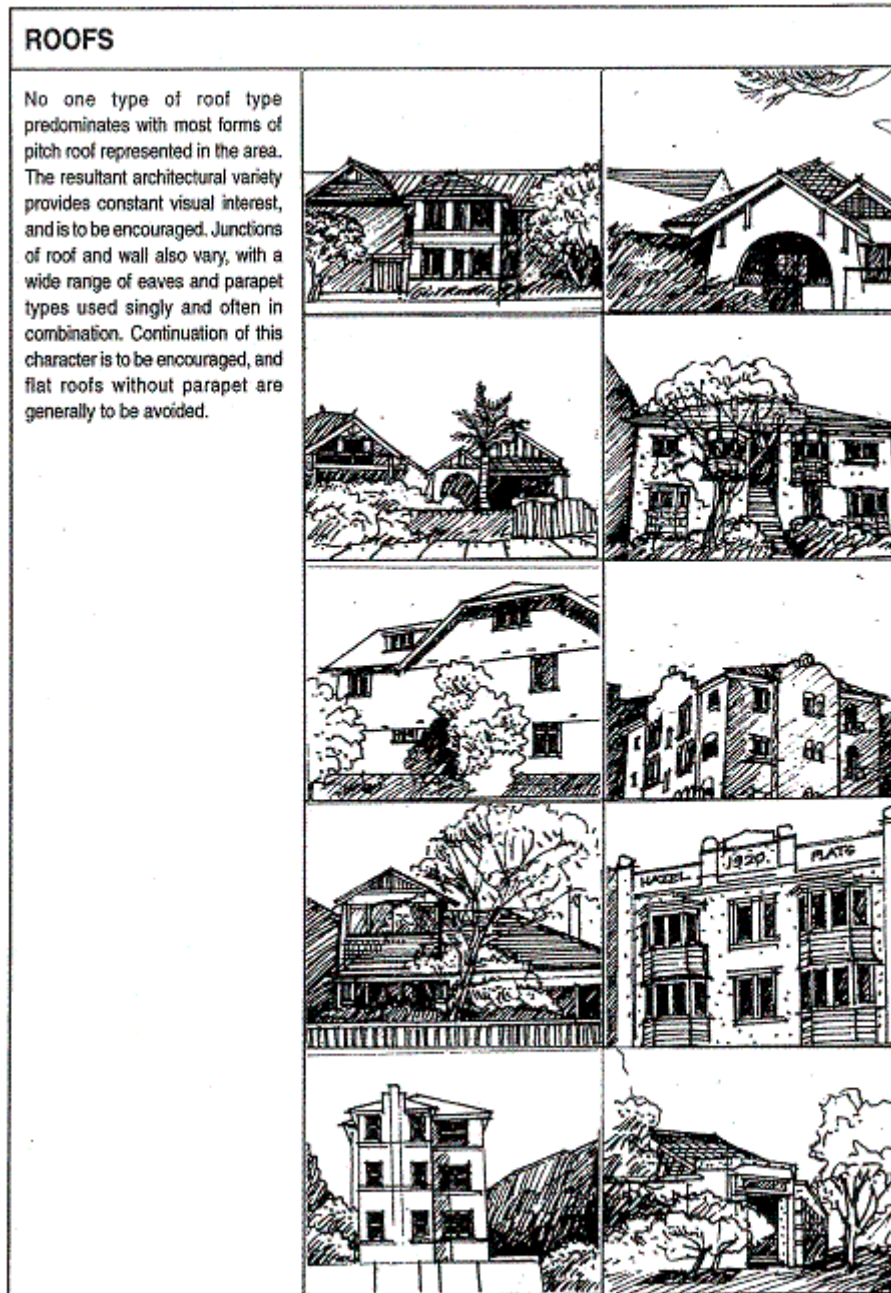 ROOFS
No one type of roof type
predominates with most forms of
pitch roof represented in the area.
The resultant architectural variety
provides constant visual interest,
and is to be encouraged. Junctions
of roof and wall also vary, with a
wide range of eaves and parapet
types used singly and often in
combination. Continuation of this
character is to be encouraged, and
flat roofs without parapet are
generally to be avoided.
HAZEL 1920. FLATS